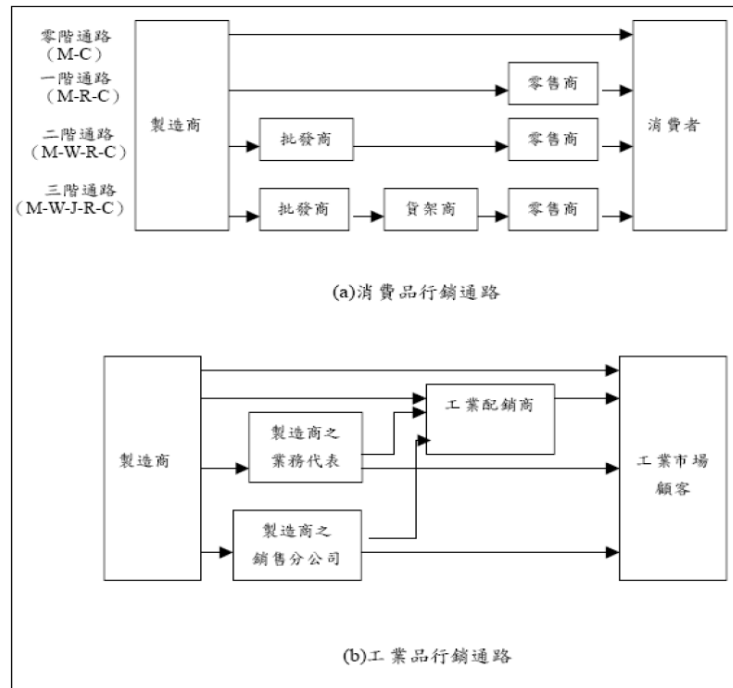 零階通路
（M-C）
一階通路
（M-R-C）
零售商
製造商
消費者
二階通路
（M-W-R-C）
批發商
零售商
三階通路
（M-W-J-R-C）
批發商
貨架商
零售商
(a)消費品行銷通路
工業配銷商
製造商之
業務代表
製造商
工業市場
顧客
製造商之
銷售分公司
(b)工業品行銷通路